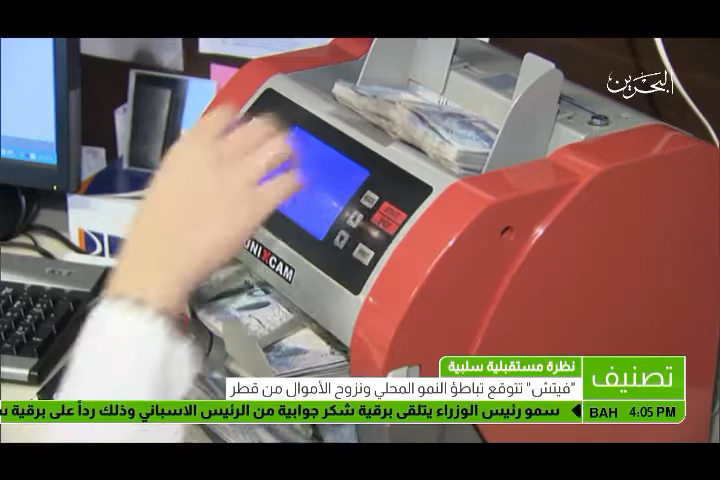 البحرين
UNIXCAM
نظرة مستقبلية سلبية
تصنيف
"فيتش" تتوقع تباطؤ النمو المحلي ونزوح الأموال من قطر
سمو رئيس الوزراء يتلقى برقية شكر جوابية من الرئيس الاسباني وذلك رداً على برقية
BAH 4:05 PM